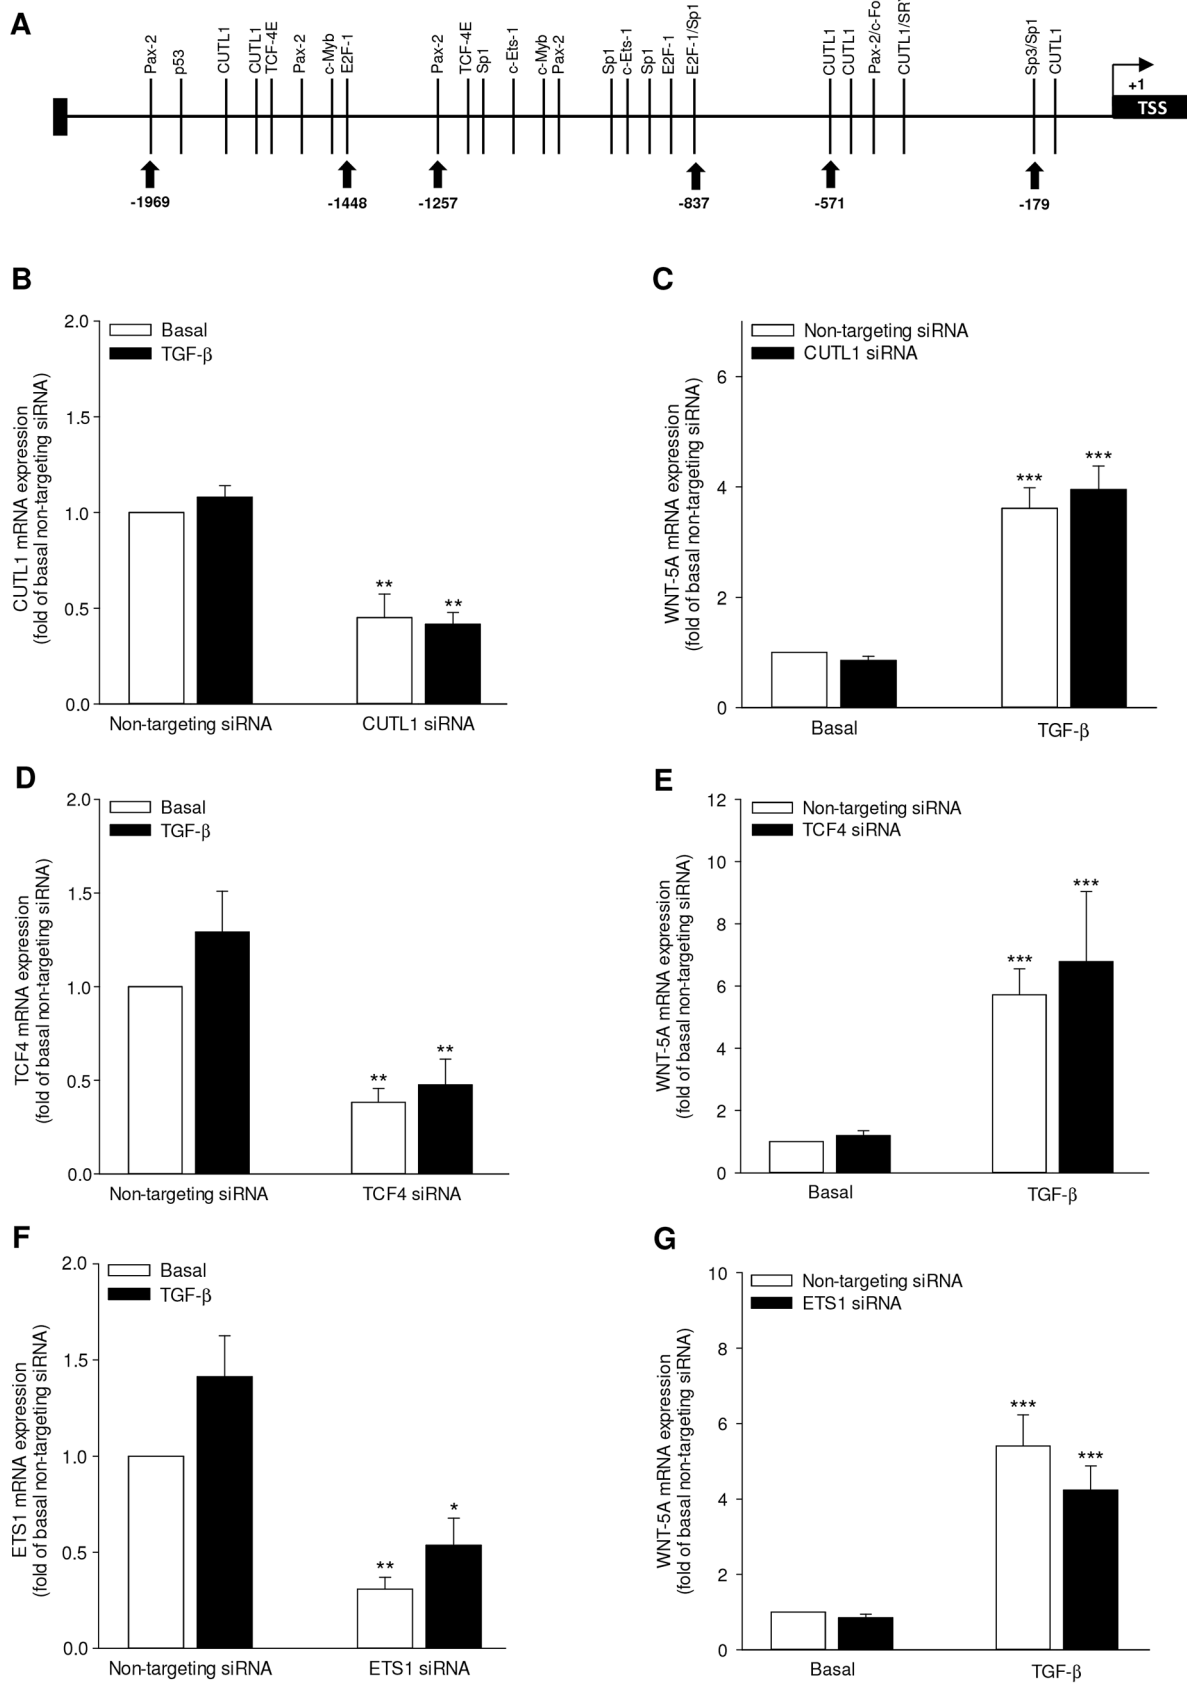 A
Pax-2
p53
CUTL1
CUTL1
TCF-4E
Pax-2
c-Myb
E2F-1
Pax-2
TCF-4E
Sp1
c-Ets-1
c-Myb
Pax-2
Sp1
c-Ets-1
Sp1
E2F-1
E2F-1/Sp1
CUTL1
CUTL1
Pax-2/c-Fo
CUTL1/SR
Sp3/Sp1
CUTL1
+1
TSS
-1969
-1448
-1257
-837
-571
-179
B
CUTL1 mRNA expression
(fold of basal non-targeting siRNA)
2.0
1.5
1.0
0.5
0.0
Basal
TGF-β
**
**
Non-targeting siRNA
CUTL1 siRNA
C
WNT-5A mRNA expression
(fold of basal non-targeting siRNA)
6
4
2
0
Non-targeting siRNA
CUTL1 siRNA
***
***
Basal
TGF-β
D
TCF4 mRNA expression
(fold of basal non-targeting siRNA)
2.0
1.5
1.0
0.5
0.0
Basal
TGF-β
**
**
Non-targeting siRNA
TCF4 siRNA
E
WNT-5A mRNA expression
(fold of basal non-targeting siRNA)
12
10
8
6
4
2
0
Non-targeting siRNA
TCF4 siRNA
***
***
Basal
TGF-β
F
ETS1 mRNA expression
(fold of basal non-targeting siRNA)
2.0
1.5
1.0
0.5
0.0
Basal
TGF-β
**
*
Non-targeting siRNA
ETS1 siRNA
G
WNT-5A mRNA expression
(fold of basal non-targeting siRNA)
10
8
6
4
2
0
Non-targeting siRNA
ETS1 siRNA
***
***
Basal
TGF-β